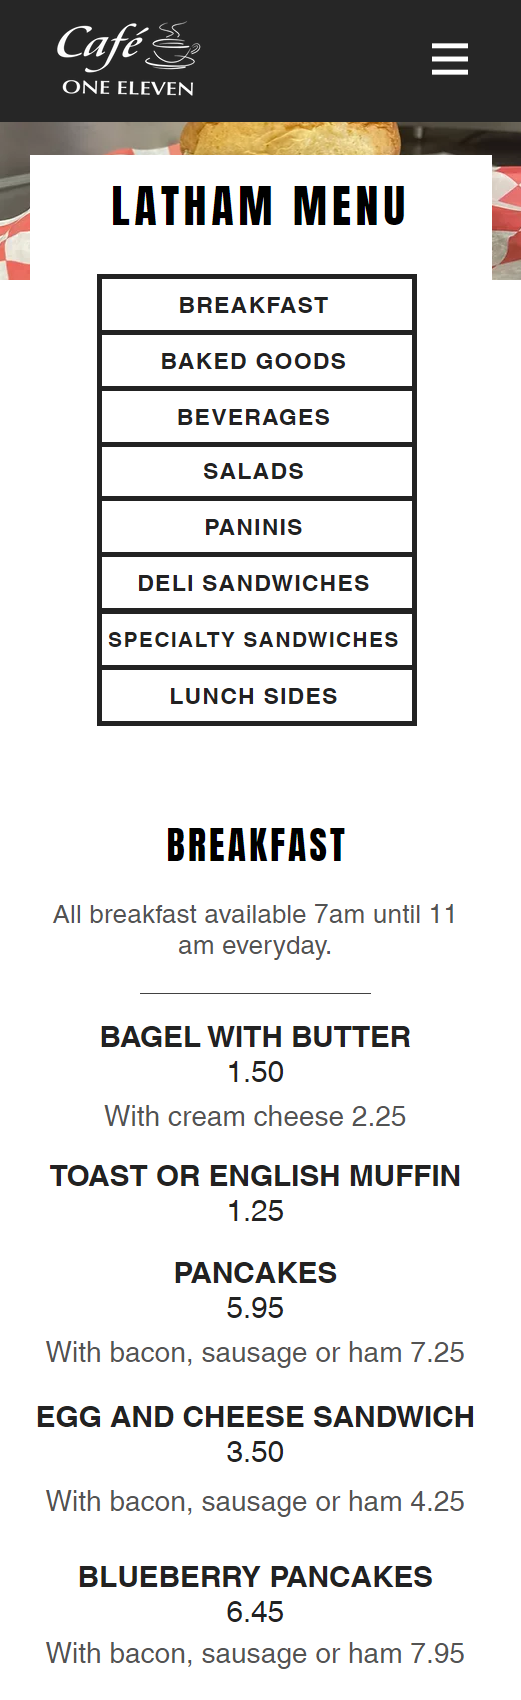 Café
ONE ELEVEN
LATHAM MENU
BREAKFAST
BAKED GOODS
BEVERAGES
SALADS
PANINIS
DELI SANDWICHES
SPECIALTY SANDWICHES
LUNCH SIDES
BREAKFAST
All breakfast available 7am until 11
am everyday.
BAGEL WITH BUTTER
1.50
With cream cheese 2.25
TOAST OR ENGLISH MUFFIN
1.25
PANCAKES
5.95
With bacon, sausage or ham 7.25
EGG AND CHEESE SANDWICH
3.50
With bacon, sausage or ham 4.25
BLUEBERRY PANCAKES
6.45
With bacon, sausage or ham 7.95